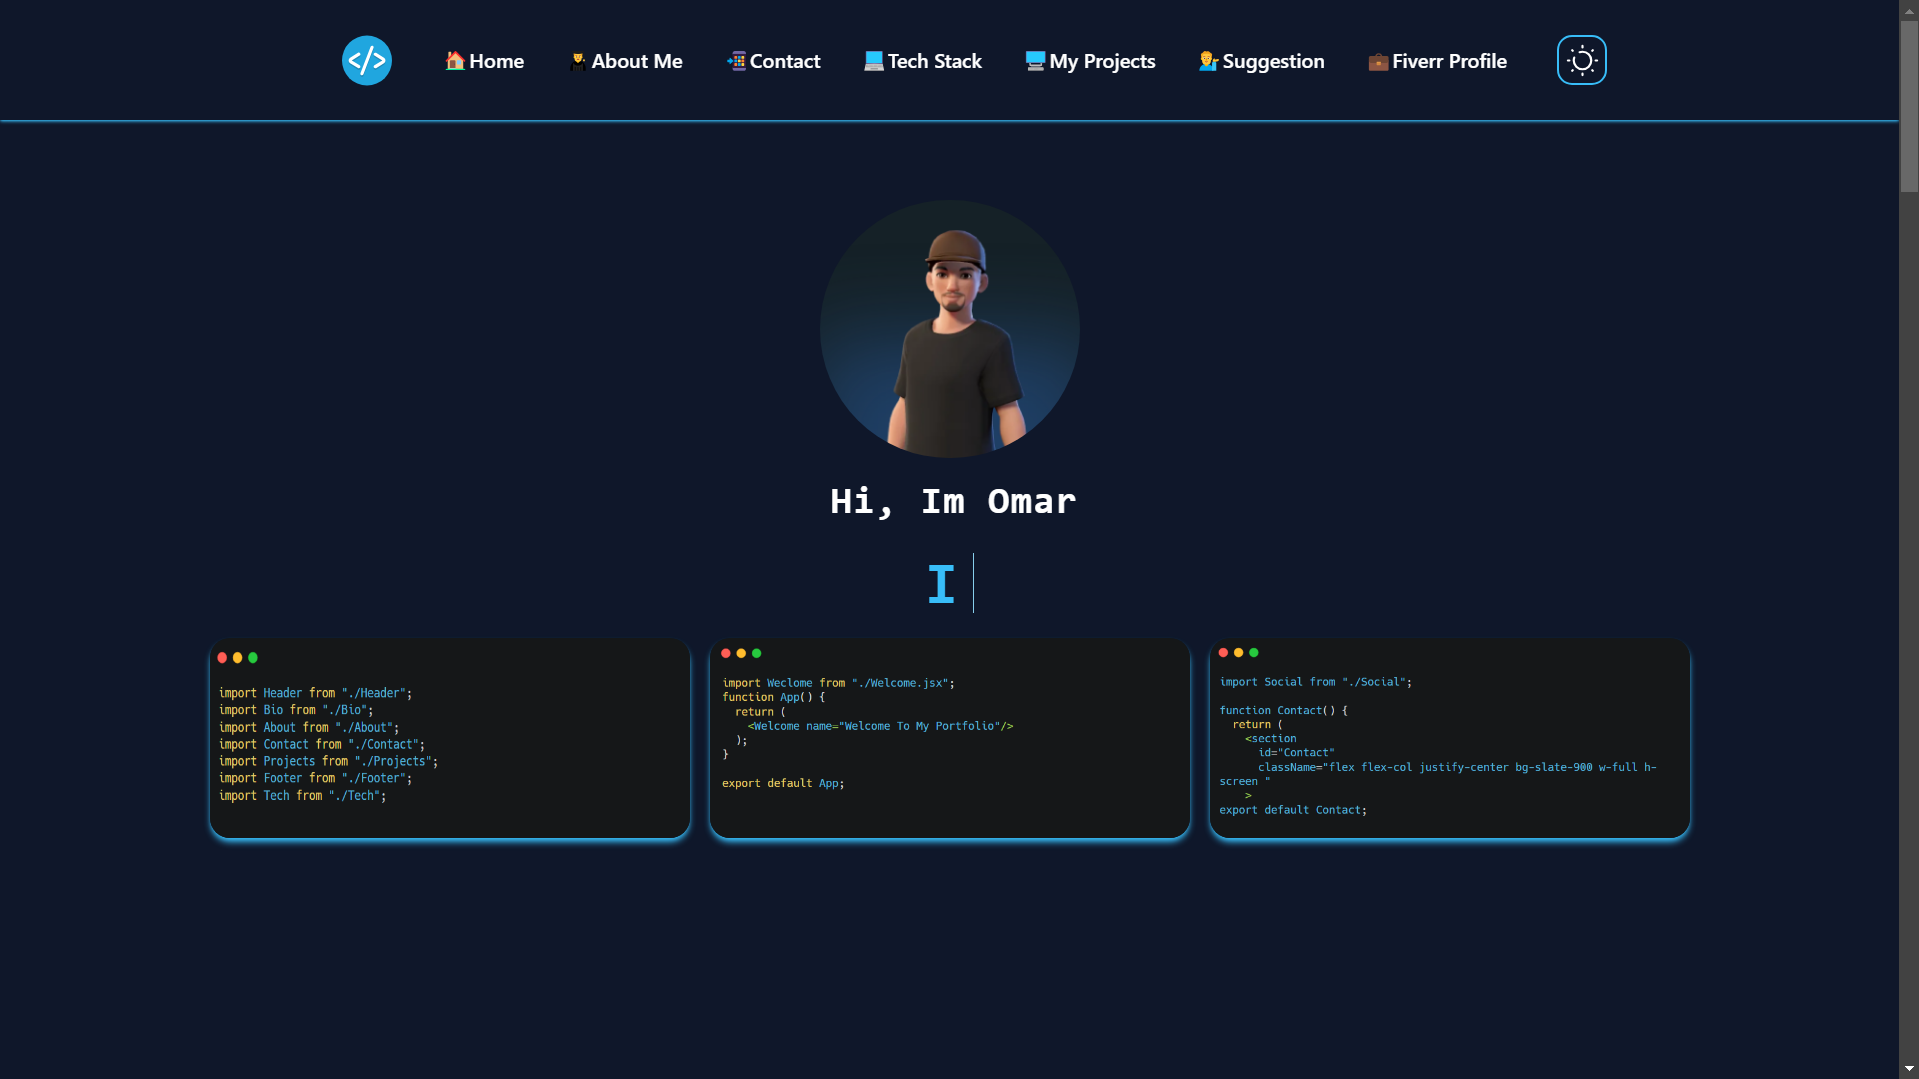 </>
Home
About Me
Contact
Tech Stack
My Projects
Suggestion
Fiverr Profile
Hi, Im Omar
I
import Header from "./Header";
import Bio from "./Bio";
import About from "./About";
import Contact from "./Contact";
import Projects from "./Projects";
import Footer from "./Footer";
import Tech from "./Tech";
import Weclome from "./Welcome.jsx";
function App() {
return (
<Welcome name="Welcome To My Portfolio"/>
);
}
export default App;
import Social from "./Social";
function Contact() {
return (
<section
id="Contact"
className="flex flex-col justify-center bg-slate-900 w-full h-
screen "
>
export default Contact;